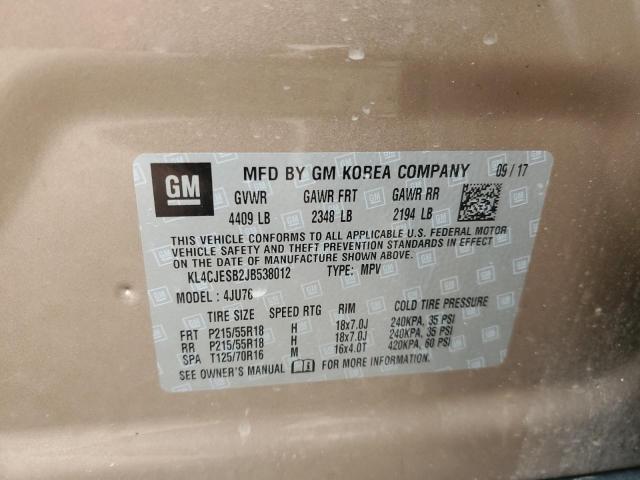 GM
MFD BY GM KOREA COMPANY 09/17
GVWR GAWR FRT GAWR RR
4409 LB 2348 LB 2194 LB
THIS VEHICLE CONFORMS TO ALL APPLICABLE U.S. FEDERAL MOTOR
VEHICLE SAFETY AND THEFT PREVENTION STANDARDS IN EFFECT
ON THE DATE OF MANUFACTURE SHOWN ABOVE.
KL4CJESB2JB538012 TYPE: MPV
MODEL : 4JU76
TIRE SIZE SPEED RTG RIM COLD TIRE PRESSURE
FRT P215/55R18 H 18x7.0J 240KPA, 35 PSI
RR P215/55R18 H 18x7.0J 240KPA, 35 PSI
SPA T125/70R16 M 16x4.0T 420KPA, 60 PSI
SEE OWNER'S MANUAL FOR MORE INFORMATION